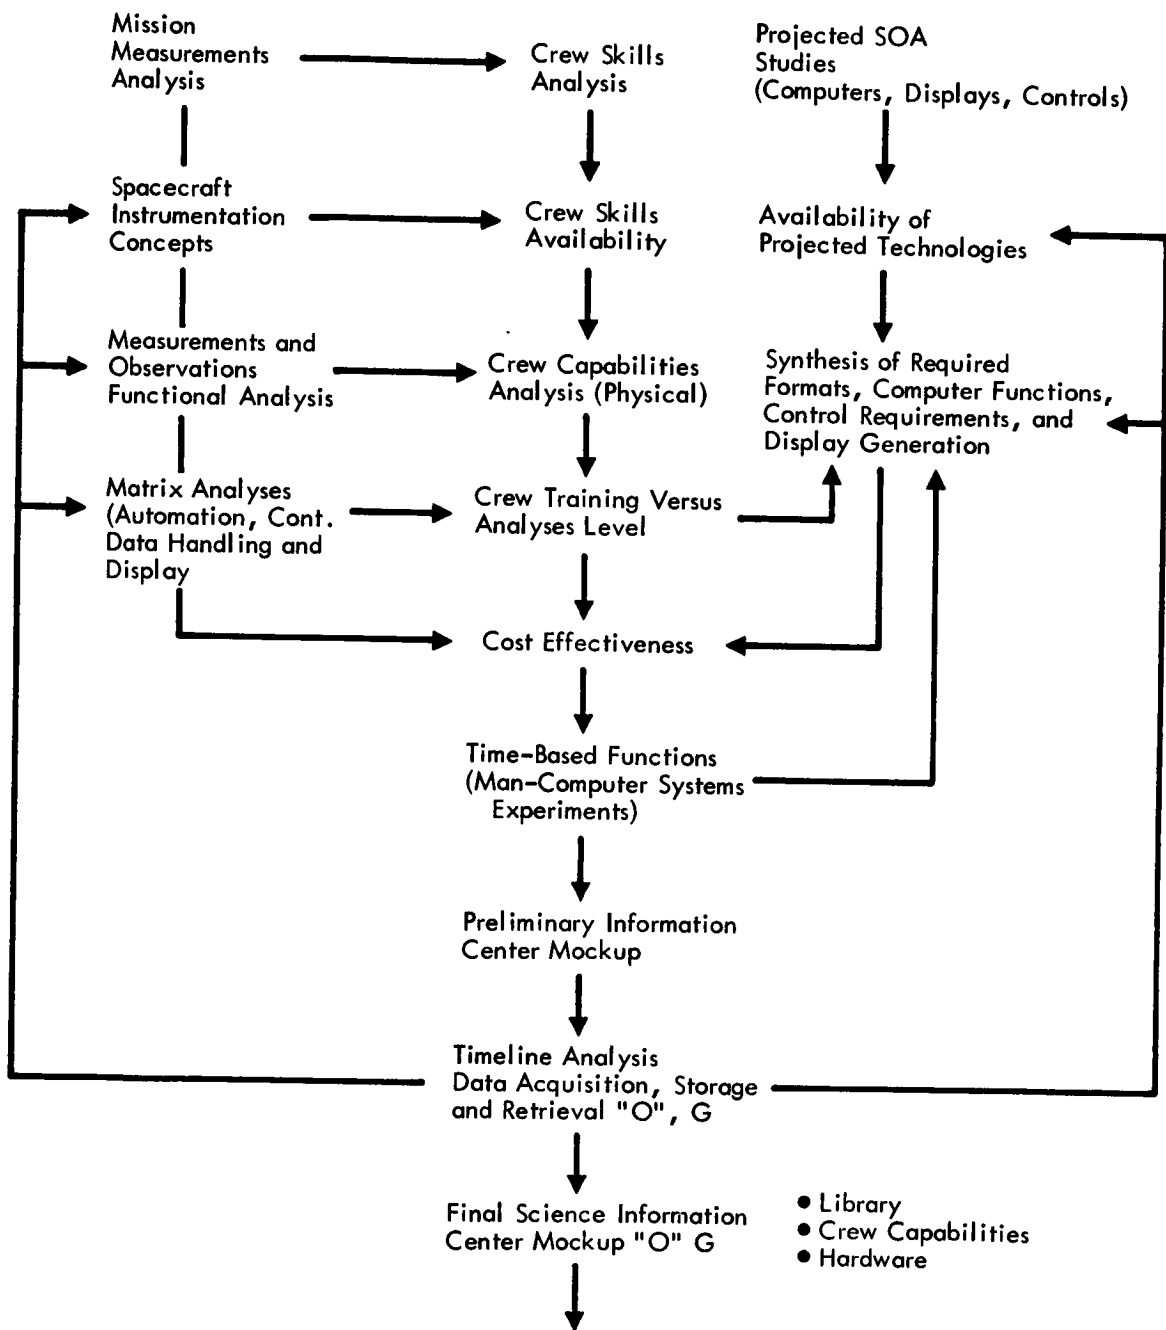 Mission
Measurements
Analysis
Crew Skills
Analysis
Projected SOA
Studies
(Computers, Displays, Controls)
Spacecraft
Instrumentation
Concepts
Crew Skills
Availability
Availability of
Projected Technologies
Measurements and
Observations
Functional Analysis
Crew Capabilities
Analysis (Physical)
Synthesis of Required
Formats, Computer Functions,
Control Requirements, and
Display Generation
Matrix Analyses
(Automation, Cont.
Data Handling and
Display
Crew Training Versus
Analyses Level
Cost Effectiveness
Time-Based Functions
(Man-Computer Systems
Experiments)
Preliminary Information
Center Mockup
Timeline Analysis
Data Acquisition, Storage
and Retrieval "O", G
Final Science Information
Center Mockup "O" G
• Library
• Crew Capabilities
• Hardware